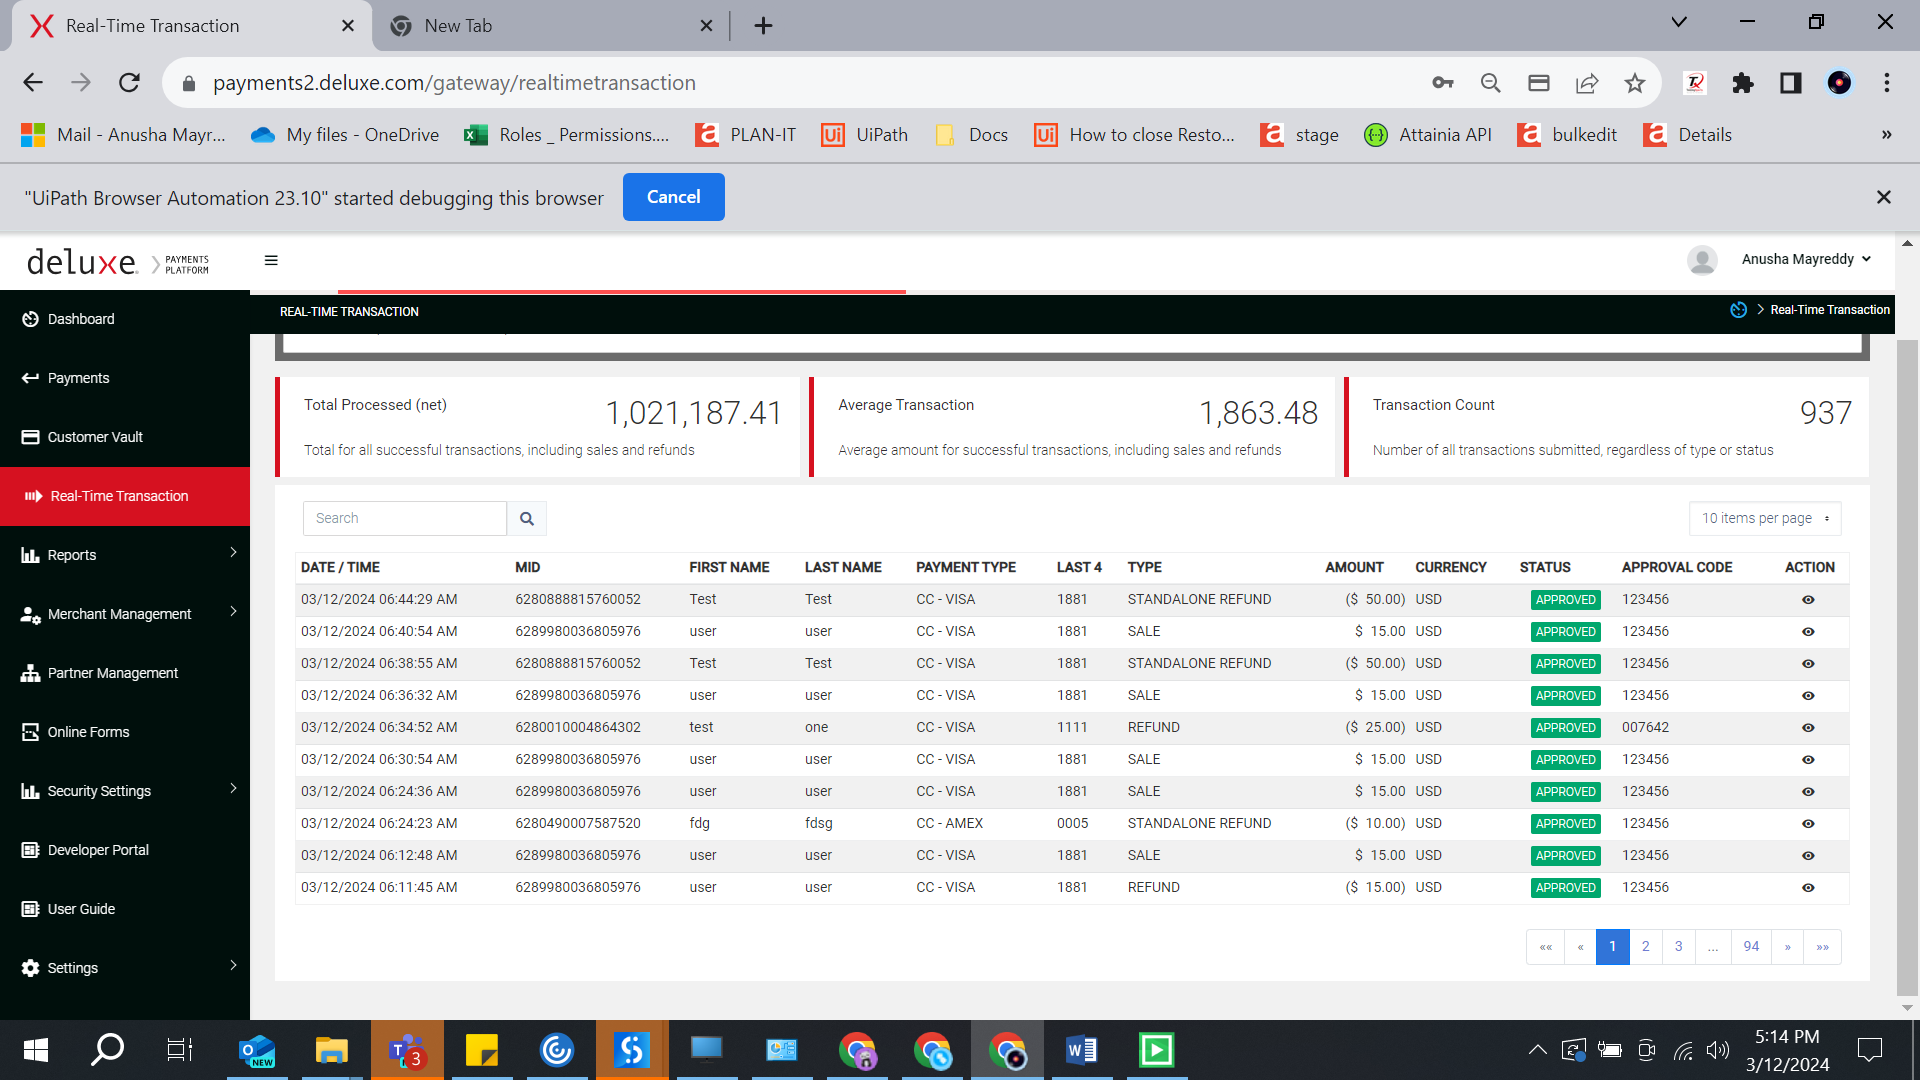 Real-Time Transaction
New Tab
payments2.deluxe.com/gateway/realtimetransaction
Mail - Anusha Mayr...
My files - OneDrive
Roles _ Permissions....
PLAN-IT
UiPath
Docs
How to close Resto...
stage
Attainia API
bulkedit
Details
»
"UiPath Browser Automation 23.10" started debugging this browser
Cancel
deluxe. PAYMENTS PLATFORM
Anusha Mayreddy
REAL-TIME TRANSACTION
Real-Time Transaction
Dashboard
Payments
Customer Vault
Real-Time Transaction
Reports
Merchant Management
Partner Management
Online Forms
Security Settings
Developer Portal
User Guide
Settings
Total Processed (net) 1,021,187.41
Total for all successful transactions, including sales and refunds
Average Transaction 1,863.48
Average amount for successful transactions, including sales and refunds
Transaction Count 937
Number of all transactions submitted, regardless of type or status
Search
10 items per page
DATE / TIME MID FIRST NAME LAST NAME PAYMENT TYPE LAST 4 TYPE AMOUNT CURRENCY STATUS APPROVAL CODE ACTION
03/12/2024 06:44:29 AM 6280888815760052 Test Test CC - VISA 1881 STANDALONE REFUND ($ 50.00) USD APPROVED 123456
03/12/2024 06:40:54 AM 6289980036805976 user user CC - VISA 1881 SALE $ 15.00 USD APPROVED 123456
03/12/2024 06:38:55 AM 6280888815760052 Test Test CC - VISA 1881 STANDALONE REFUND ($ 50.00) USD APPROVED 123456
03/12/2024 06:36:32 AM 6289980036805976 user user CC - VISA 1881 SALE $ 15.00 USD APPROVED 123456
03/12/2024 06:34:52 AM 6280010004864302 test one CC - VISA 1111 REFUND ($ 25.00) USD APPROVED 007642
03/12/2024 06:30:54 AM 6289980036805976 user user CC - VISA 1881 SALE $ 15.00 USD APPROVED 123456
03/12/2024 06:24:36 AM 6289980036805976 user user CC - VISA 1881 SALE $ 15.00 USD APPROVED 123456
03/12/2024 06:24:23 AM 6280490007587520 fdg fdsg CC - AMEX 0005 STANDALONE REFUND ($ 10.00) USD APPROVED 123456
03/12/2024 06:12:48 AM 6289980036805976 user user CC - VISA 1881 SALE $ 15.00 USD APPROVED 123456
03/12/2024 06:11:45 AM 6289980036805976 user user CC - VISA 1881 REFUND ($ 15.00) USD APPROVED 123456
«« « 1 2 3 ... 94 » »»
NEW
3
5:14 PM
3/12/2024